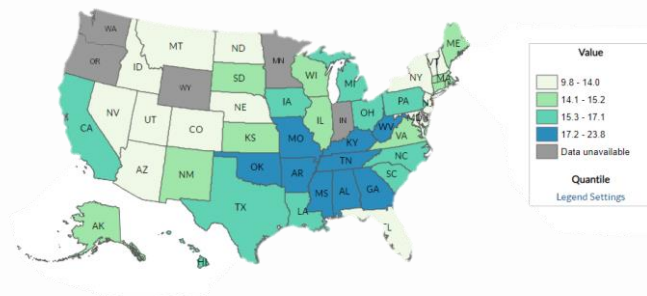 WA
MT
ND
MN
ME
OR
ID
SD
WI
MI
NY
VT
MA
WY
NE
IA
PA
NV
UT
CO
KS
MO
IL
IN
OH
WV
VA
KY
CA
AZ
NM
OK
AR
TN
NC
SC
TX
LA
MS
AL
GA
AK
HI
Value
9.8 - 14.0
14.1 - 15.2
15.3 - 17.1
17.2 - 23.8
Data unavailable
Quantile
Legend Settings